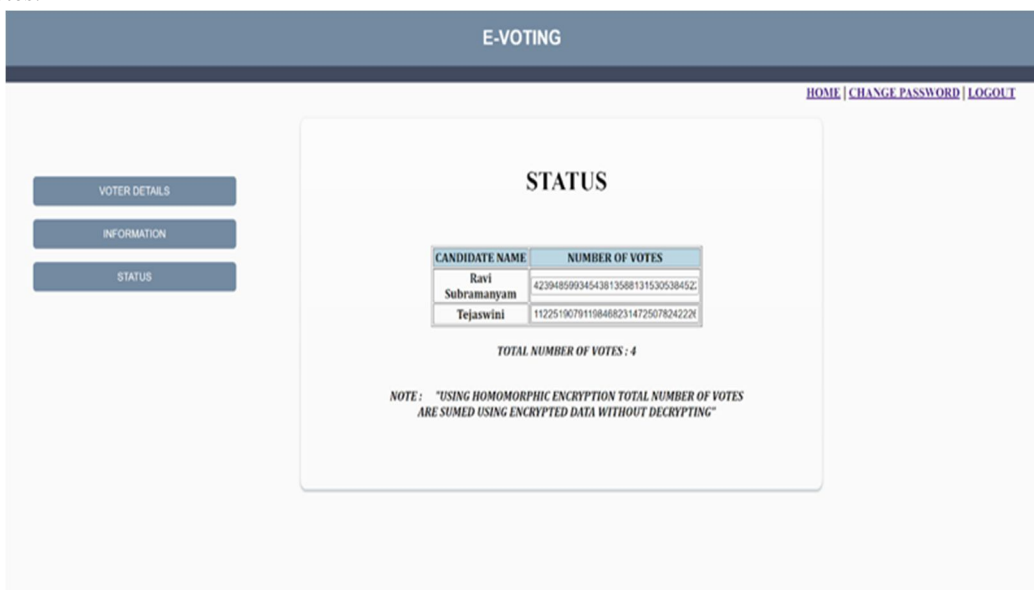 E-VOTING
HOME | CHANGE PASSWORD | LOGOUT
VOTER DETAILS
INFORMATION
STATUS
STATUS
CANDIDATE NAME NUMBER OF VOTES
Ravi
Subramanyam
42394859934543813588131530538452
Tejaswini 1122519079119846823147250782422
TOTAL NUMBER OF VOTES : 4
NOTE : "USING HOMOMORPHIC ENCRYPTION TOTAL NUMBER OF VOTES
ARE SUMED USING ENCRYPTED DATA WITHOUT DECRYPTING"